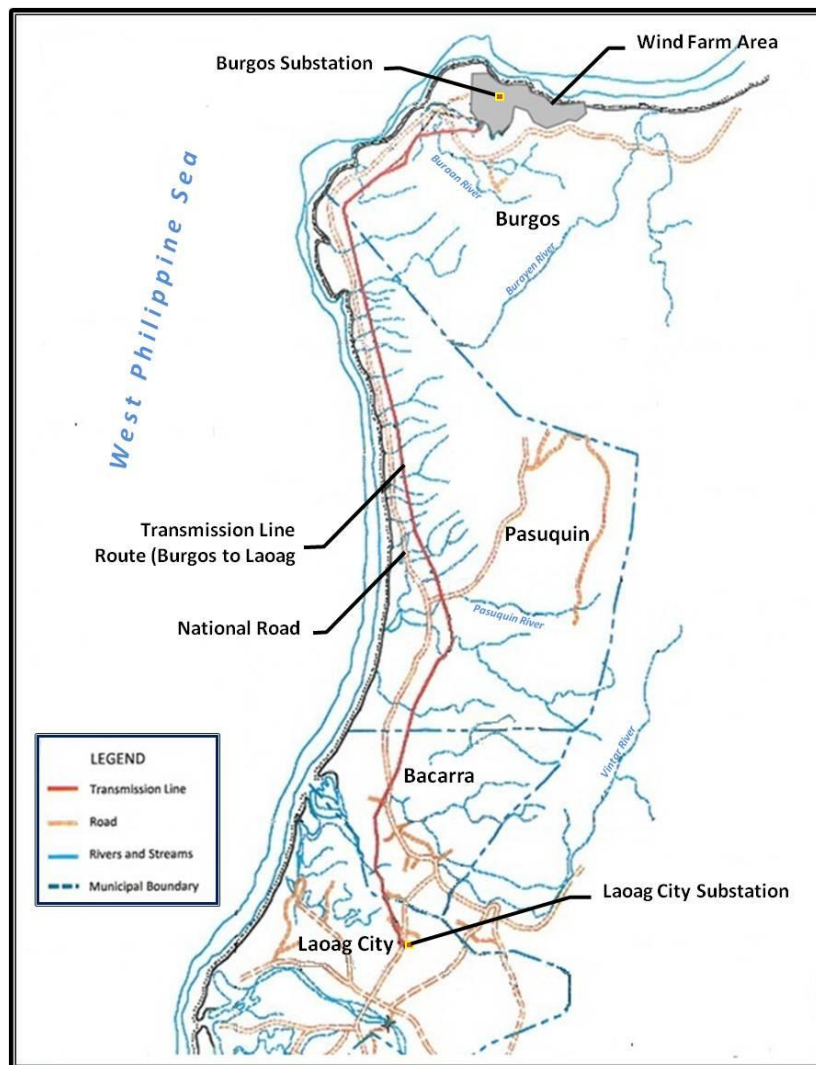 Wind Farm Area
Burgos Substation
West Philippine Sea
Buraan River
Burgos
Burayen River
Transmission Line
Route (Burgos to Laoag
Pasuquin
National Road
Pasuquin River
Vintar River
Bacarra
LEGEND
Transmission Line
Road
Rivers and Streams
Municipal Boundary
Laoag City Substation
Laoag City